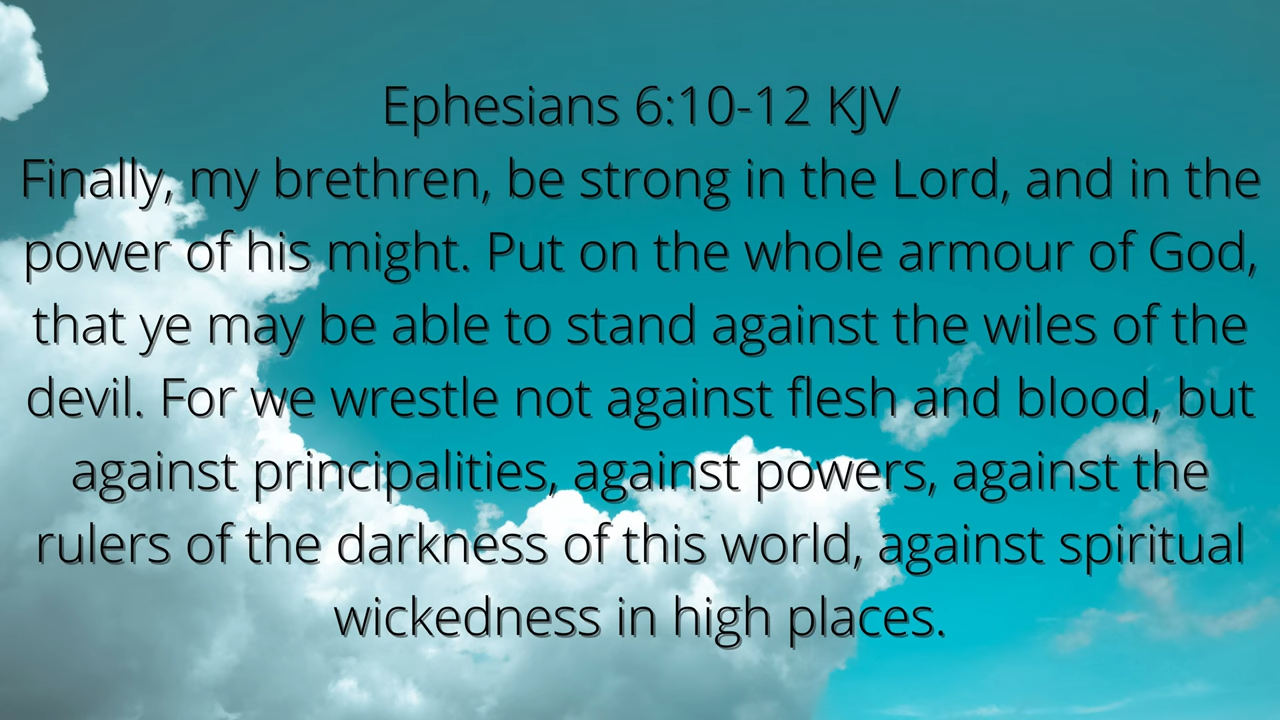 Ephesians 6:10-12 KJV
Finally, my brethren, be strong in the Lord, and in the
power of his might. Put on the whole armour of God,
that ye may be able to stand against the wiles of the
devil. For we wrestle not against flesh and blood, but
against principalities, against powers, against the
rulers of the darkness of this world, against spiritual
wickedness in high places.